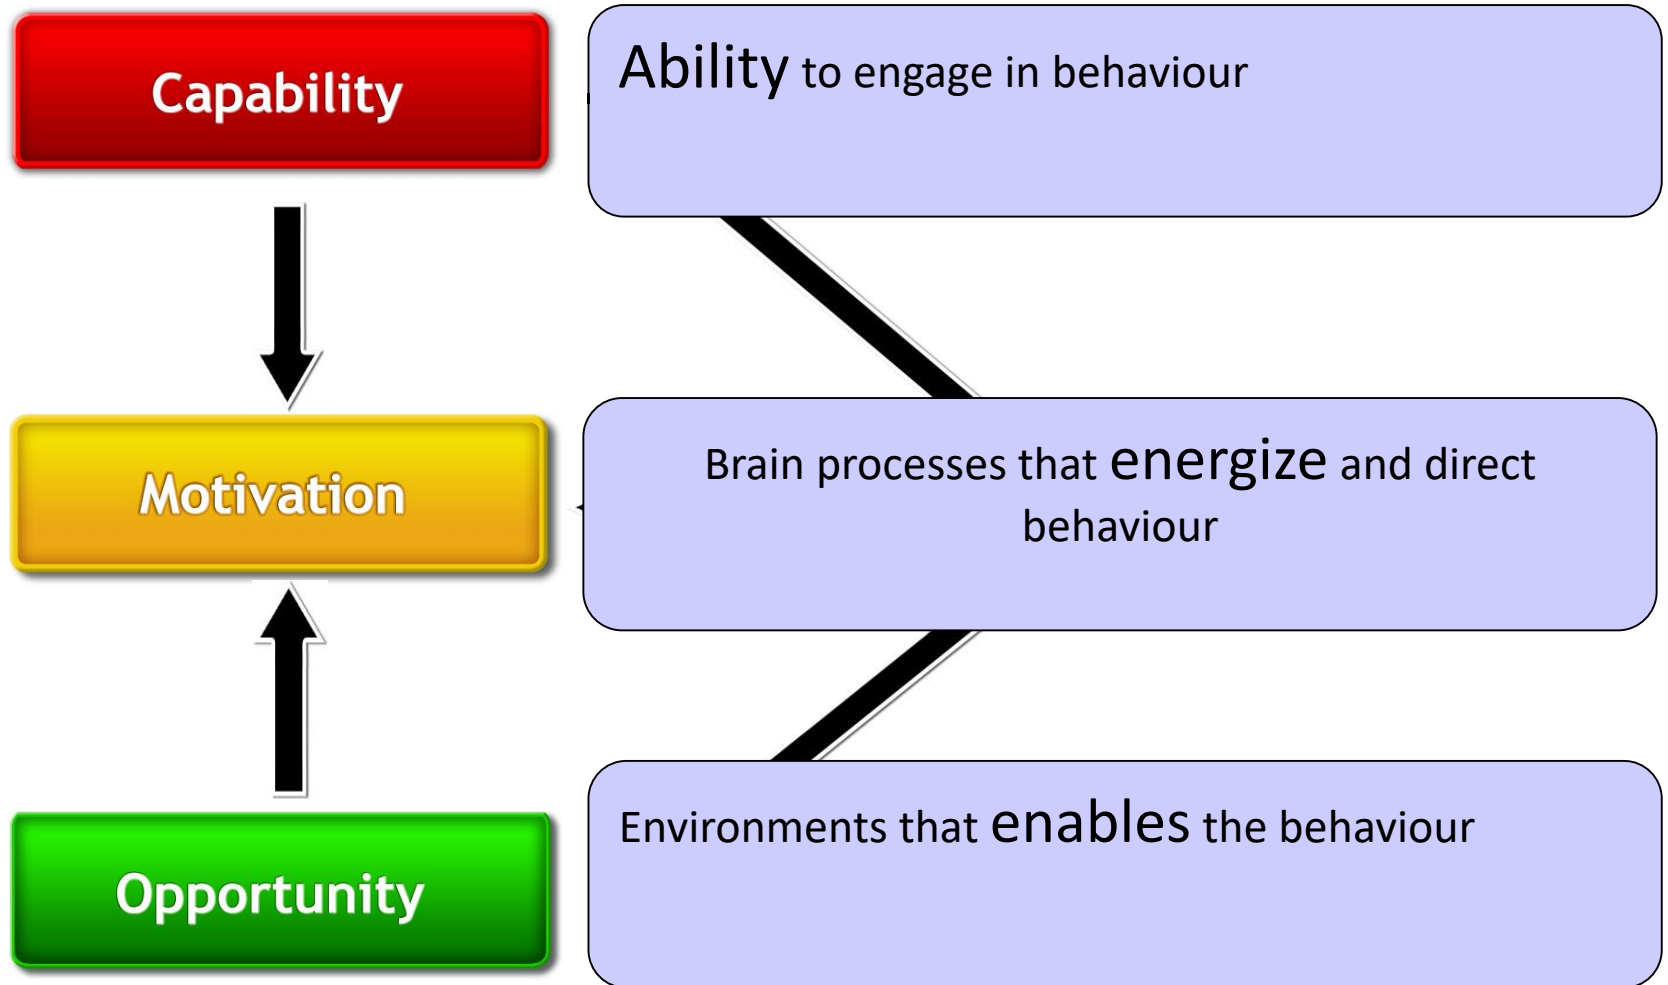 Capability
Ability to engage in behaviour
Motivation
Brain processes that energize and direct
behaviour
Opportunity
Environments that enables the behaviour